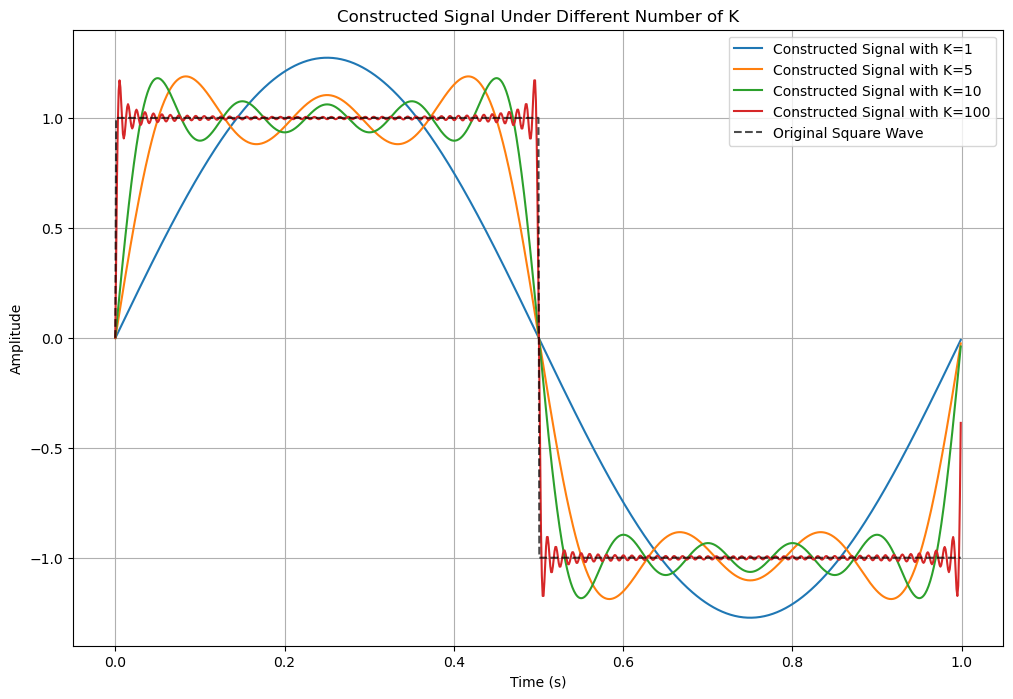 Constructed Signal Under Different Number of K
Constructed Signal with K=1
Constructed Signal with K=5
Constructed Signal with K=10
Constructed Signal with K=100
Original Square Wave
Amplitude
1.0
0.5
0.0
−0.5
−1.0
0.0 0.2 0.4 0.6 0.8 1.0
Time (s)